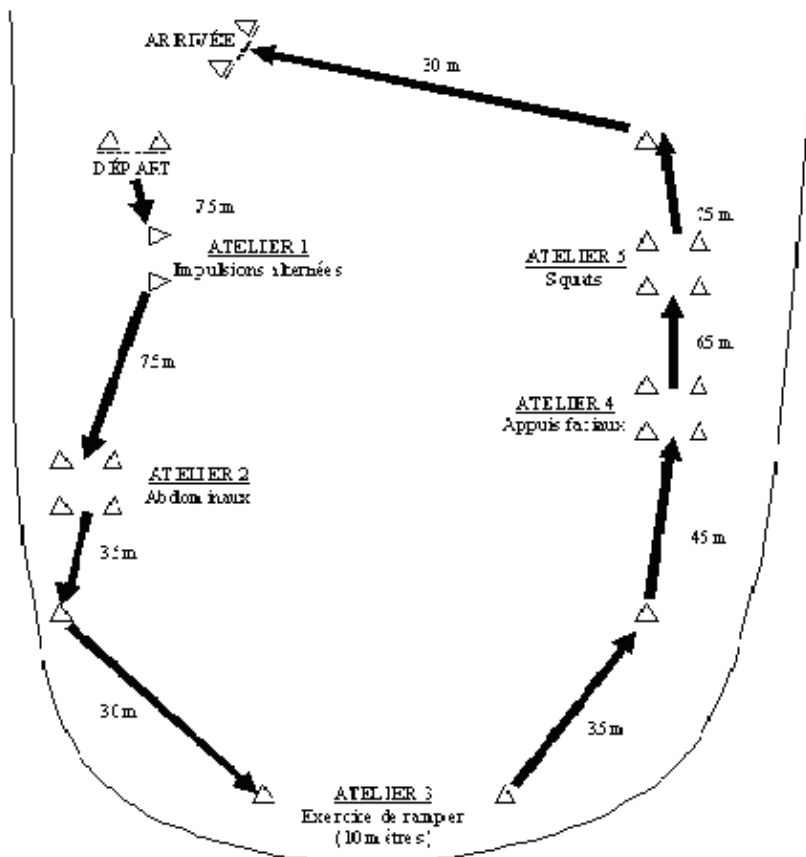 ARRIVÉE
30 m
DÉPART
75 m
ATELIER 1
Impulsions alternées
75 m
ATELIER 2
Abdominaux
35 m
30 m
ATELIER 3
Exercice de ramper
(10 mètres)
35 m
45 m
ATELIER 4
Appuis faciaux
65 m
ATELIER 5
Squats
75 m